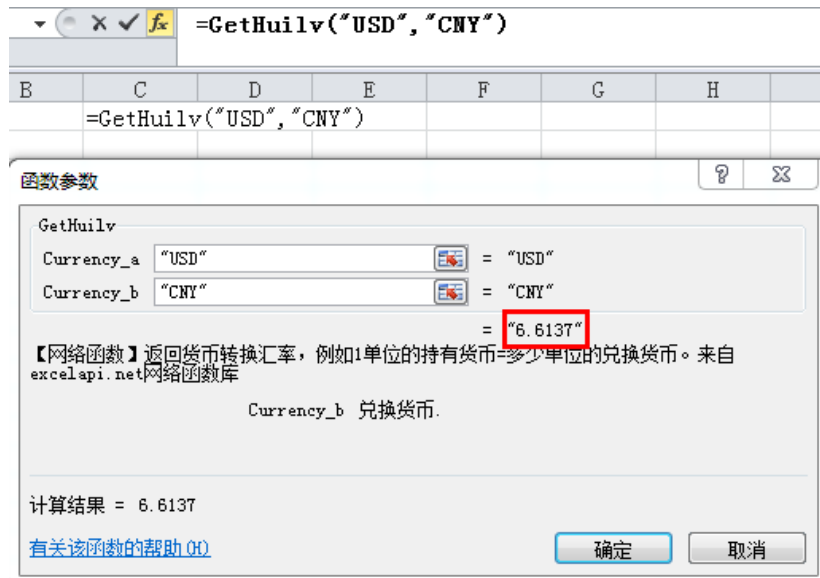 fx =GetHuilv("USD","CNY")
B C D E F G H
=GetHuilv("USD","CNY")
函数参数
GetHuilv
Currency_a "USD" = "USD"
Currency_b "CNY" = "CNY"
= "6.6137"
【网络函数】返回货币转换汇率，例如1单位的持有货币=多少单位的兑换货币。来自
excelapi.net网络函数库
Currency_b 兑换货币.
计算结果 = 6.6137
有关该函数的帮助(H)
确定 取消